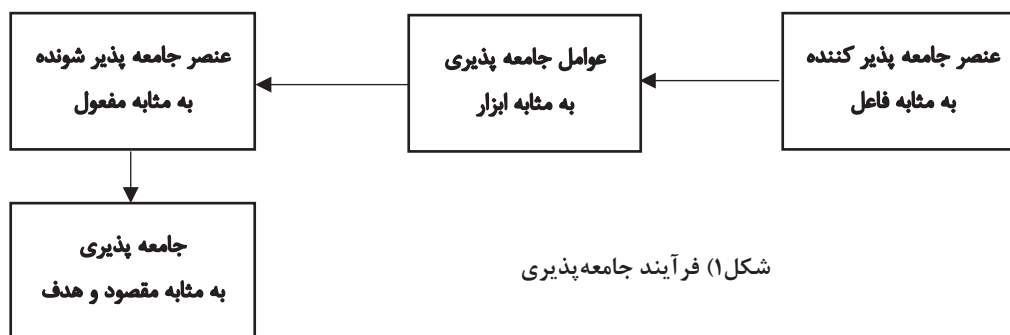 عنصر جامعه پذیر کننده
به مثابه فاعل
عوامل جامعه پذیری
به مثابه ابزار
عنصر جامعه پذیر شونده
به مثابه مفعول
جامعه پذیری
به مثابه مقصود و هدف
شکل۱) فرآیند جامعه‌پذیری